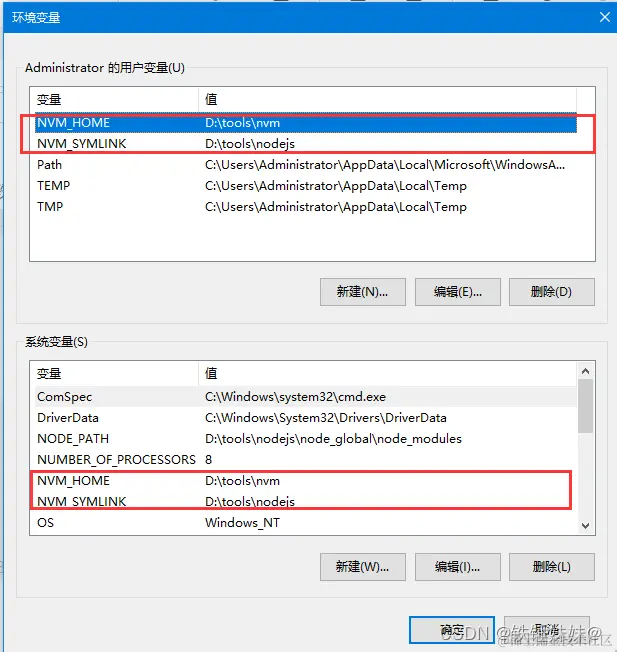 环境变量
Administrator 的用户变量(U)
变量 值
NVM_HOME D:\tools\nvm
NVM_SYMLINK D:\tools\nodejs
Path C:\Users\Administrator\AppData\Local\Microsoft\WindowsA...
TEMP C:\Users\Administrator\AppData\Local\Temp
TMP C:\Users\Administrator\AppData\Local\Temp
新建(N)... 编辑(E)... 删除(D)
系统变量(S)
变量 值
ComSpec C:\Windows\system32\cmd.exe
DriverData C:\Windows\System32\Drivers\DriverData
NODE_PATH D:\tools\nodejs\node_global\node_modules
NUMBER_OF_PROCESSORS 8
NVM_HOME D:\tools\nvm
NVM_SYMLINK D:\tools\nodejs
OS Windows_NT
新建(W)... 编辑(I)... 删除(L)
确定 取消
CSDN